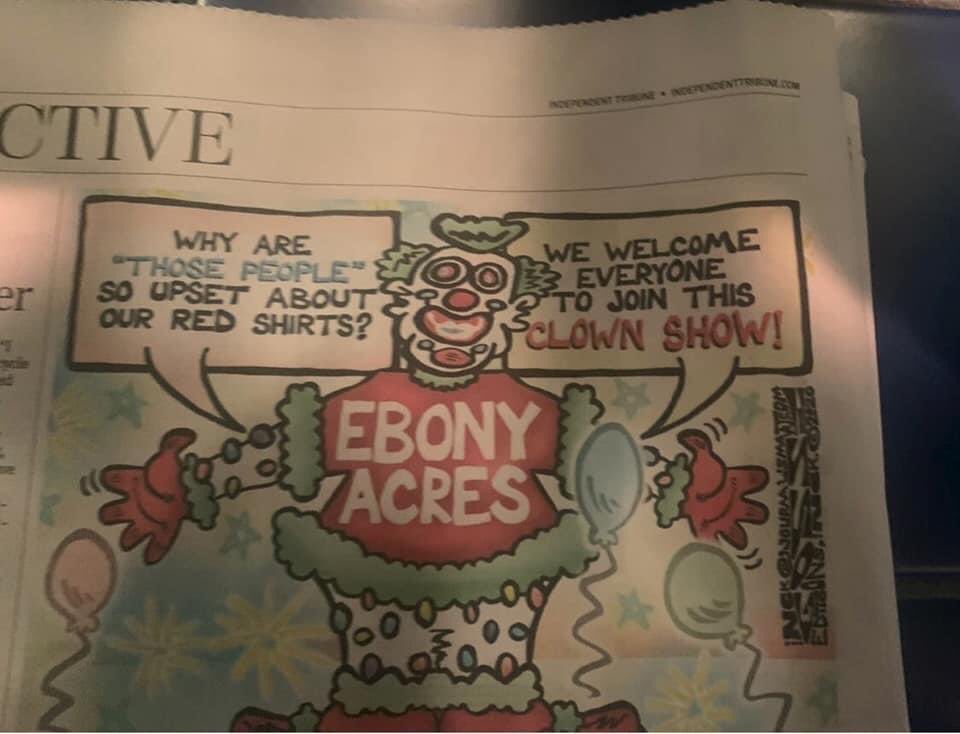 INDEPENDENT TRIBUNE • INDEPENDENTTRIBUNE.COM
CTIVE
er
WHY ARE
"THOSE PEOPLE"
SO UPSET ABOUT
OUR RED SHIRTS?
WE WELCOME
EVERYONE
TO JOIN THIS
CLOWN SHOW!
EBONY
ACRES